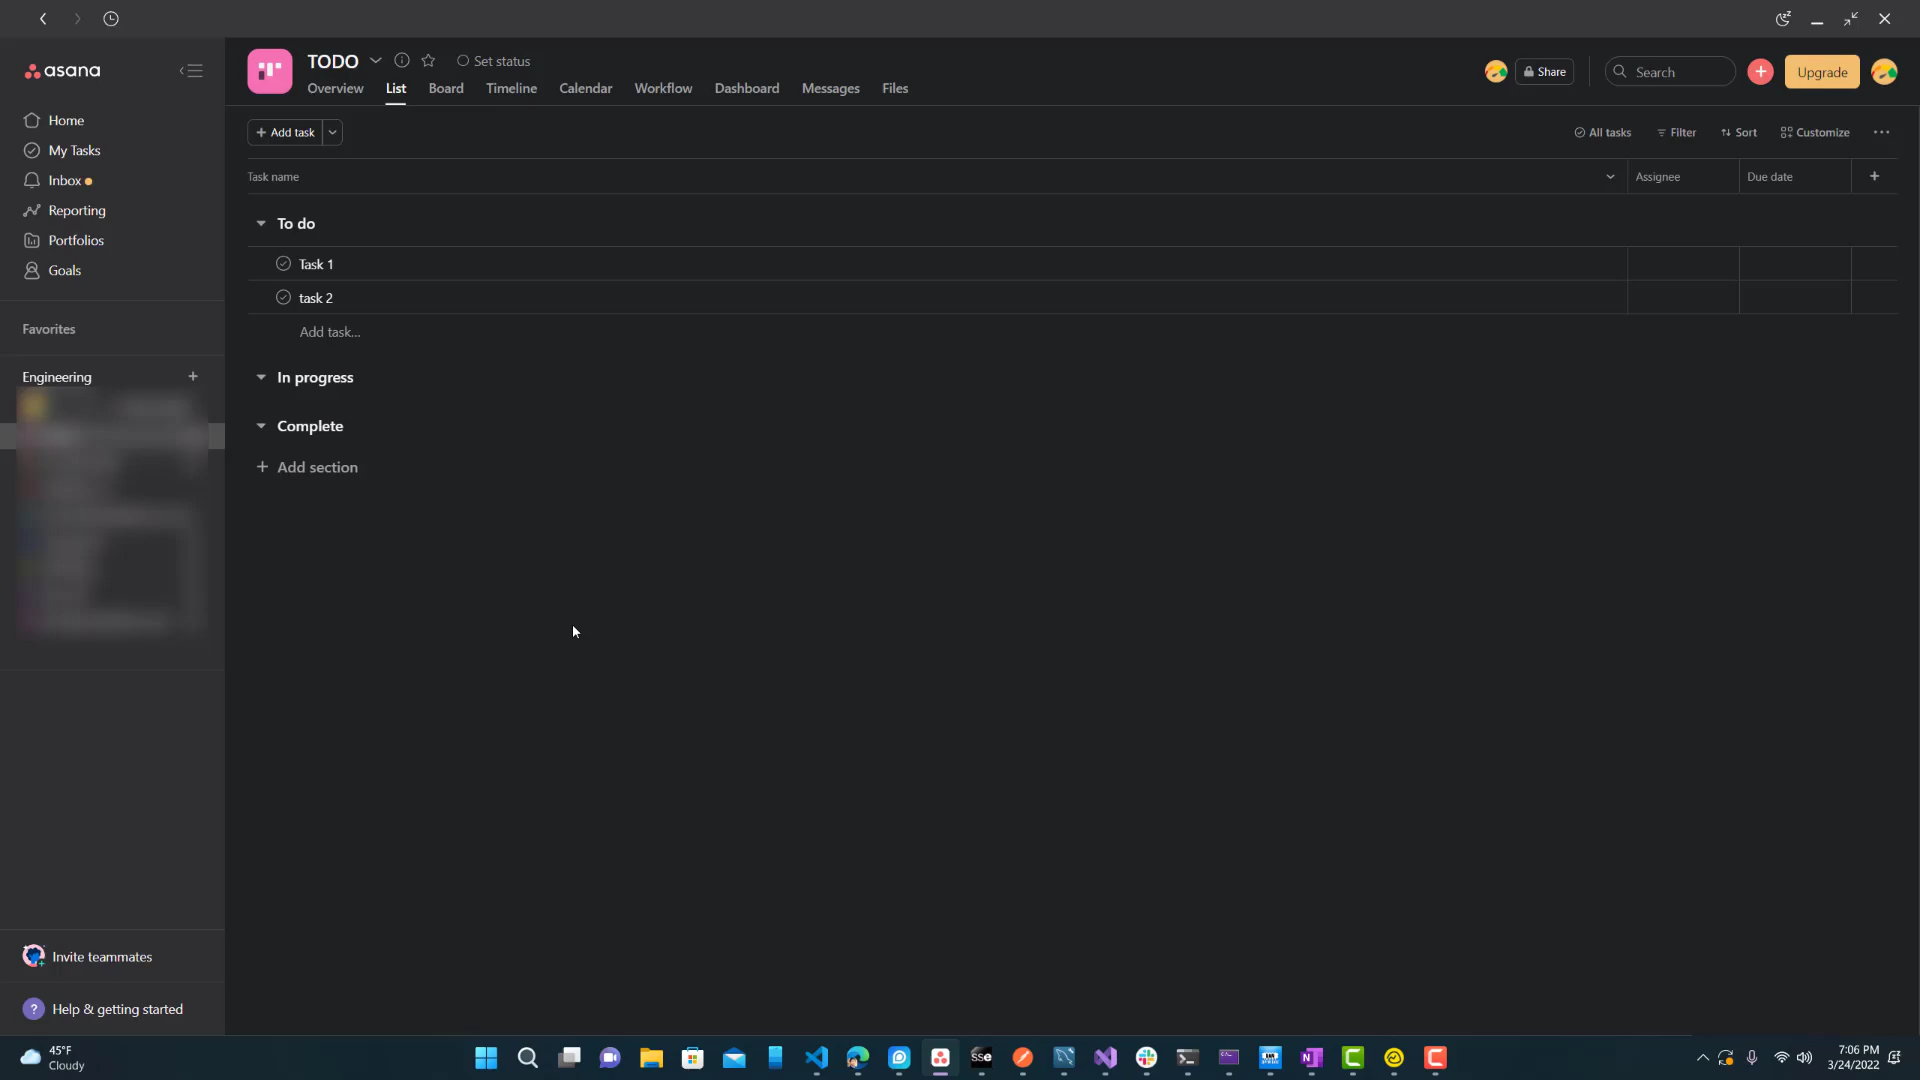 asana
Home
My Tasks
Inbox
Reporting
Portfolios
Goals
Favorites
Engineering
Invite teammates
? Help & getting started
TODO
Set status
Overview List Board Timeline Calendar Workflow Dashboard Messages Files
Share
Search
Upgrade
+ Add task
All tasks Filter Sort Customize
Task name Assignee Due date
To do
Task 1
task 2
Add task...
In progress
Complete
+ Add section
45°F
Cloudy
SSe
N
7:06 PM
3/24/2022